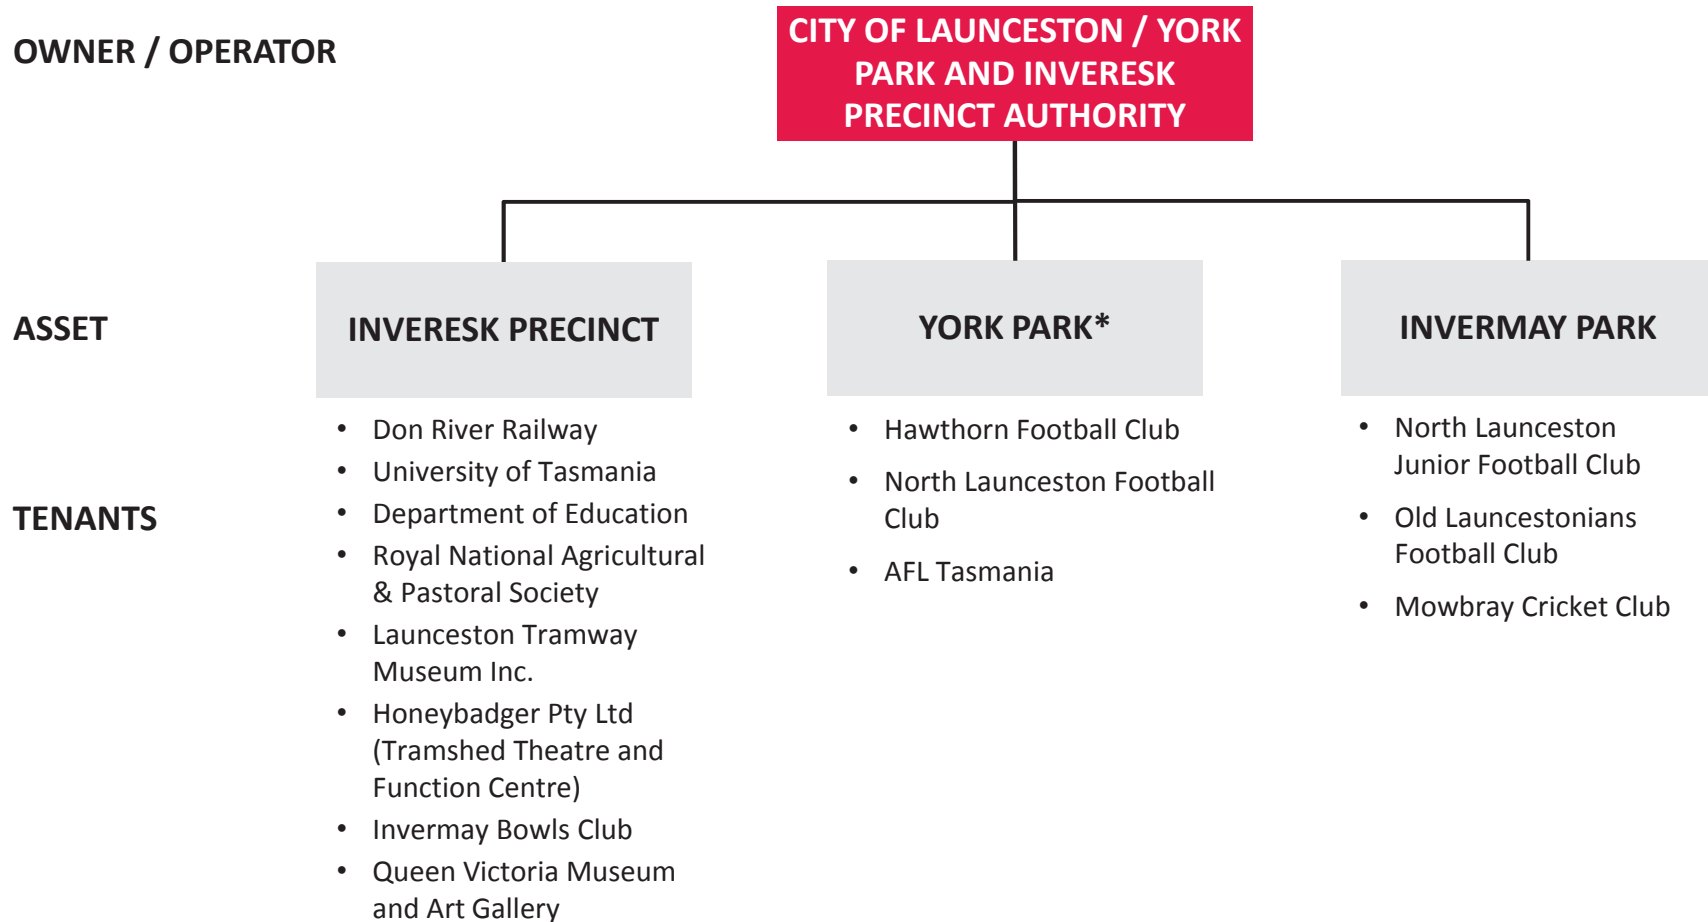 OWNER / OPERATOR
CITY OF LAUNCESTON / YORK
PARK AND INVERESK
PRECINCT AUTHORITY
ASSET
INVERESK PRECINCT
YORK PARK*
INVERMAY PARK
TENANTS
• Don River Railway
• University of Tasmania
• Department of Education
• Royal National Agricultural
& Pastoral Society
• Launceston Tramway
Museum Inc.
• Honeybadger Pty Ltd
(Tramshed Theatre and
Function Centre)
• Invermay Bowls Club
• Queen Victoria Museum
and Art Gallery
• Hawthorn Football Club
• North Launceston Football
Club
• AFL Tasmania
• North Launceston
Junior Football Club
• Old Launcestonians
Football Club
• Mowbray Cricket Club